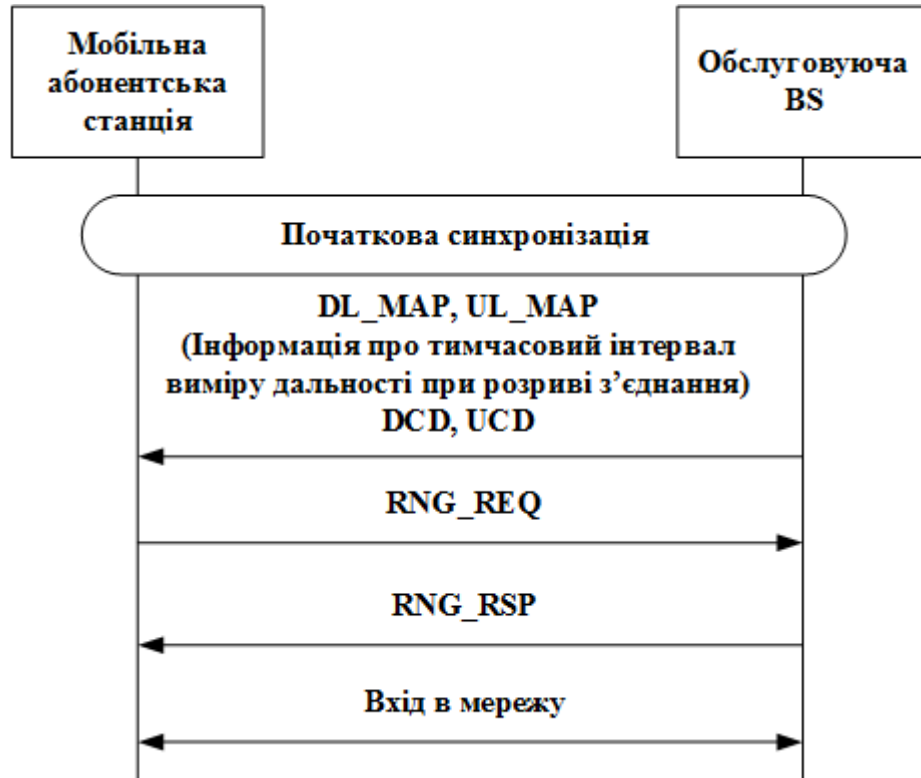 Мобільна
абонентська
станція
Обслуговуюча
BS
Початкова синхронізація
DL_MAP, UL_MAP
(Інформація про тимчасовий інтервал
виміру дальності при розриві з’єднання)
DCD, UCD
RNG_REQ
RNG_RSP
Вхід в мережу